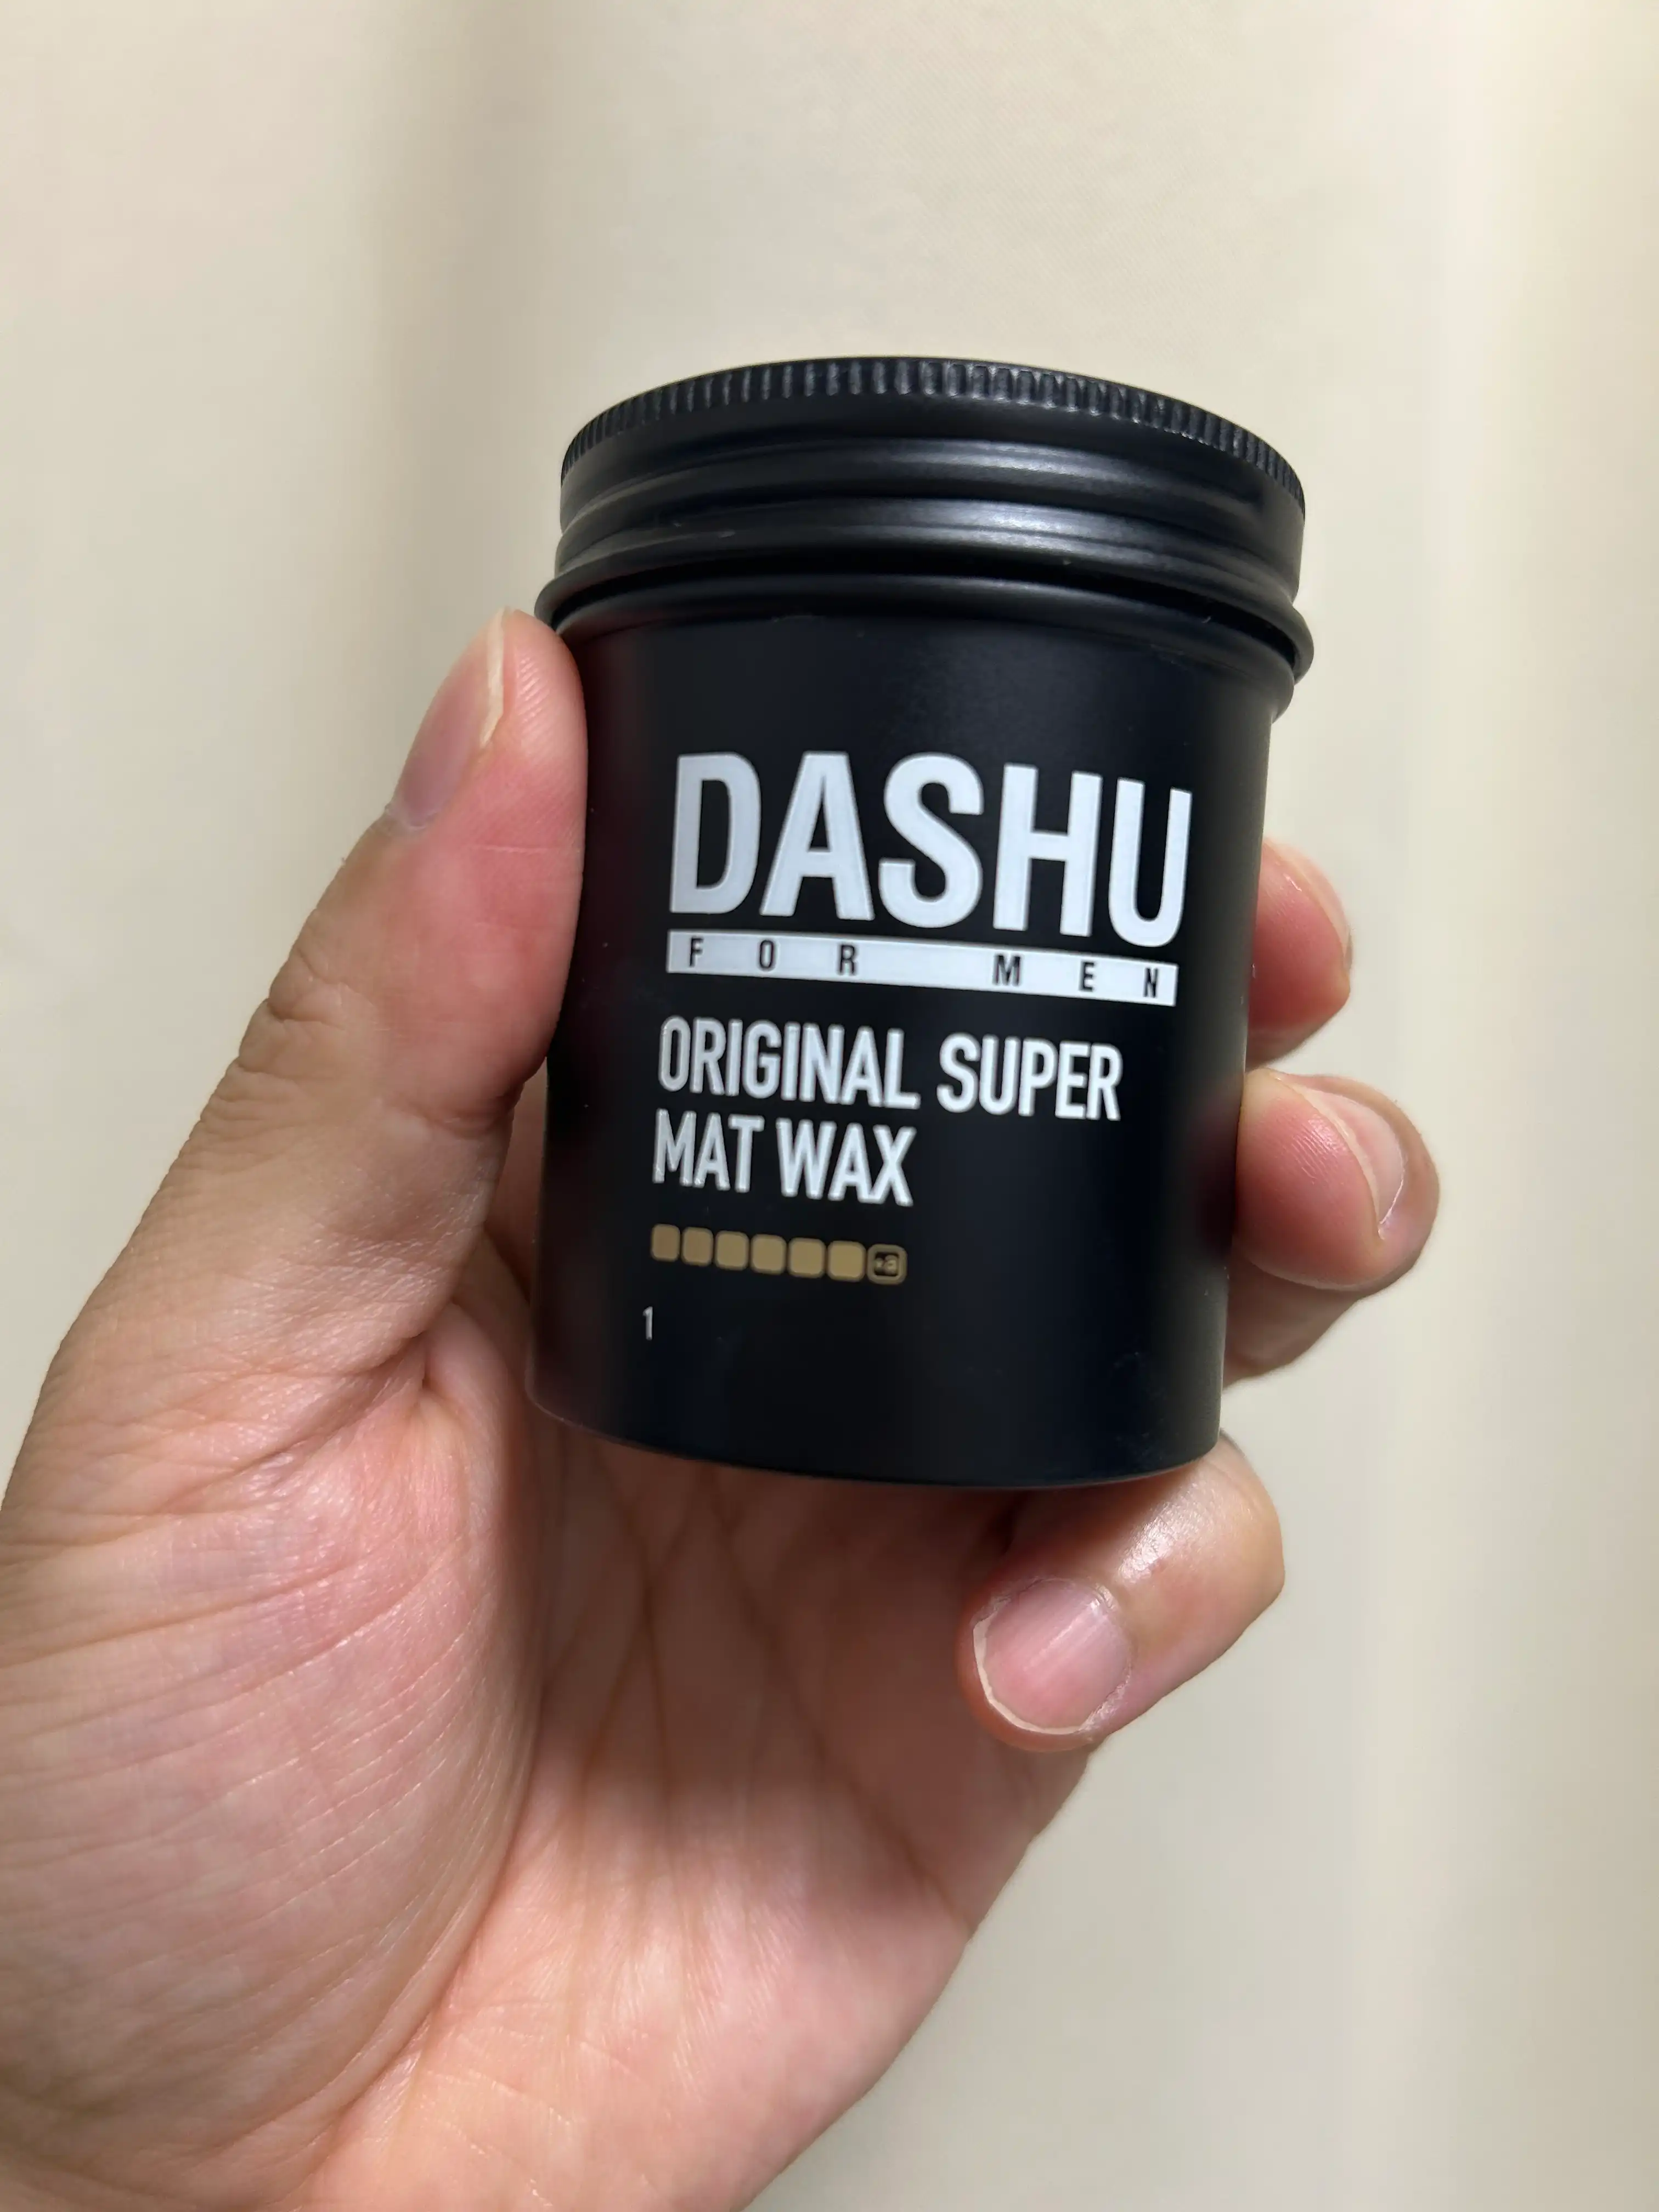 DASHU
FOR MEN
ORIGINAL SUPER
MAT WAX
+a
1